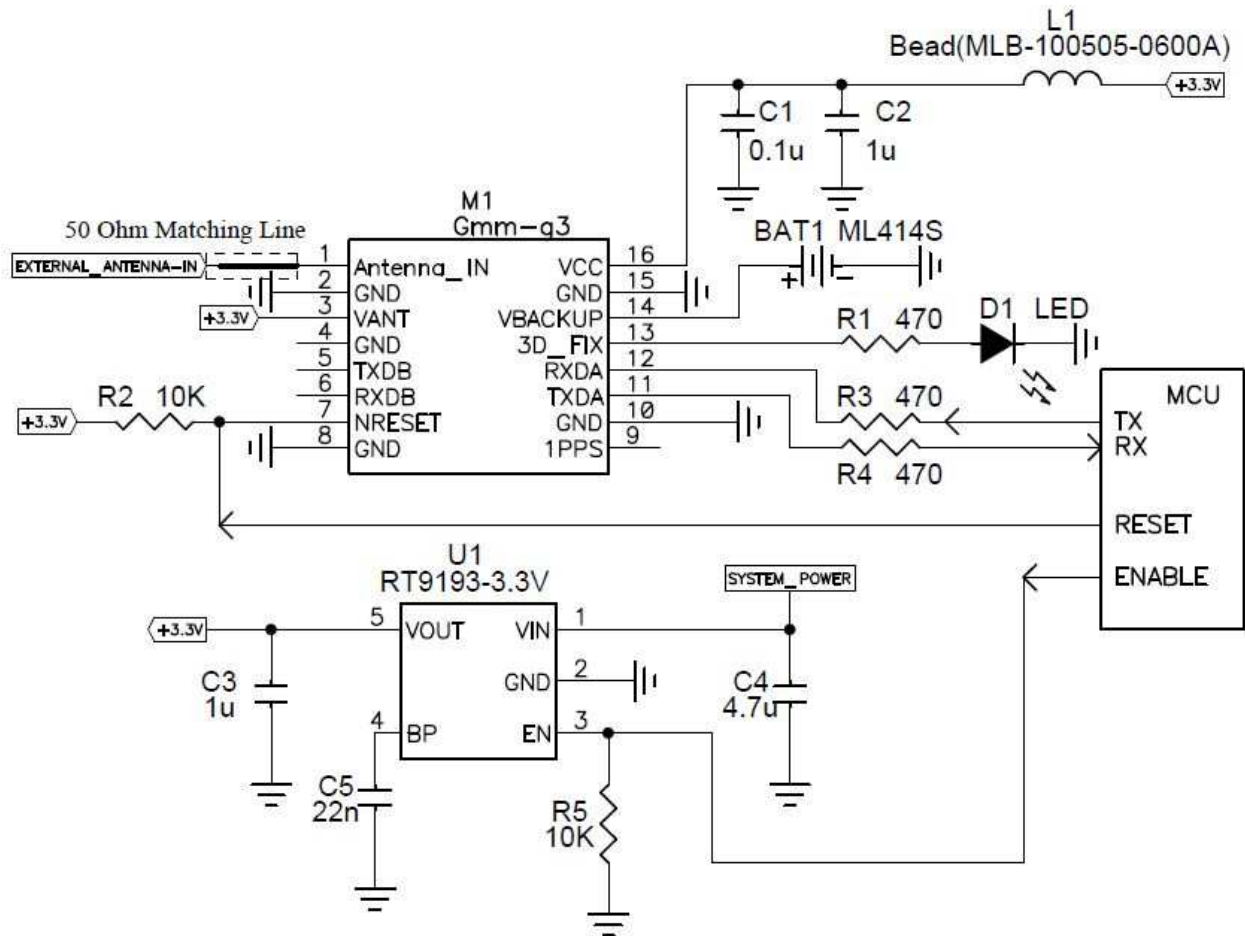 L1
Bead(MLB-100505-0600A)
+3.3V
C1
0.1u
C2
1u
M1
Gmm-g3
50 Ohm Matching Line
EXTERNAL_ANTENNA-IN
BAT1 ML414S
+ -
1 Antenna_IN
2 GND
3 VANT
4 GND
5 TXDB
6 RXDB
7 NRESET
8 GND
VCC 16
GND 15
VBACKUP 14
3D_FIX 13
RXDA 12
TXDA 11
GND 10
1PPS 9
+3.3V
R2 10K
+3.3V
R1 470
D1 LED
R3 470
R4 470
MCU
TX
RX
RESET
ENABLE
U1
RT9193-3.3V
SYSTEM_POWER
+3.3V
5 VOUT
VIN 1
GND 2
4 BP
EN 3
C3
1u
C4
4.7u
C5
22n
R5
10K